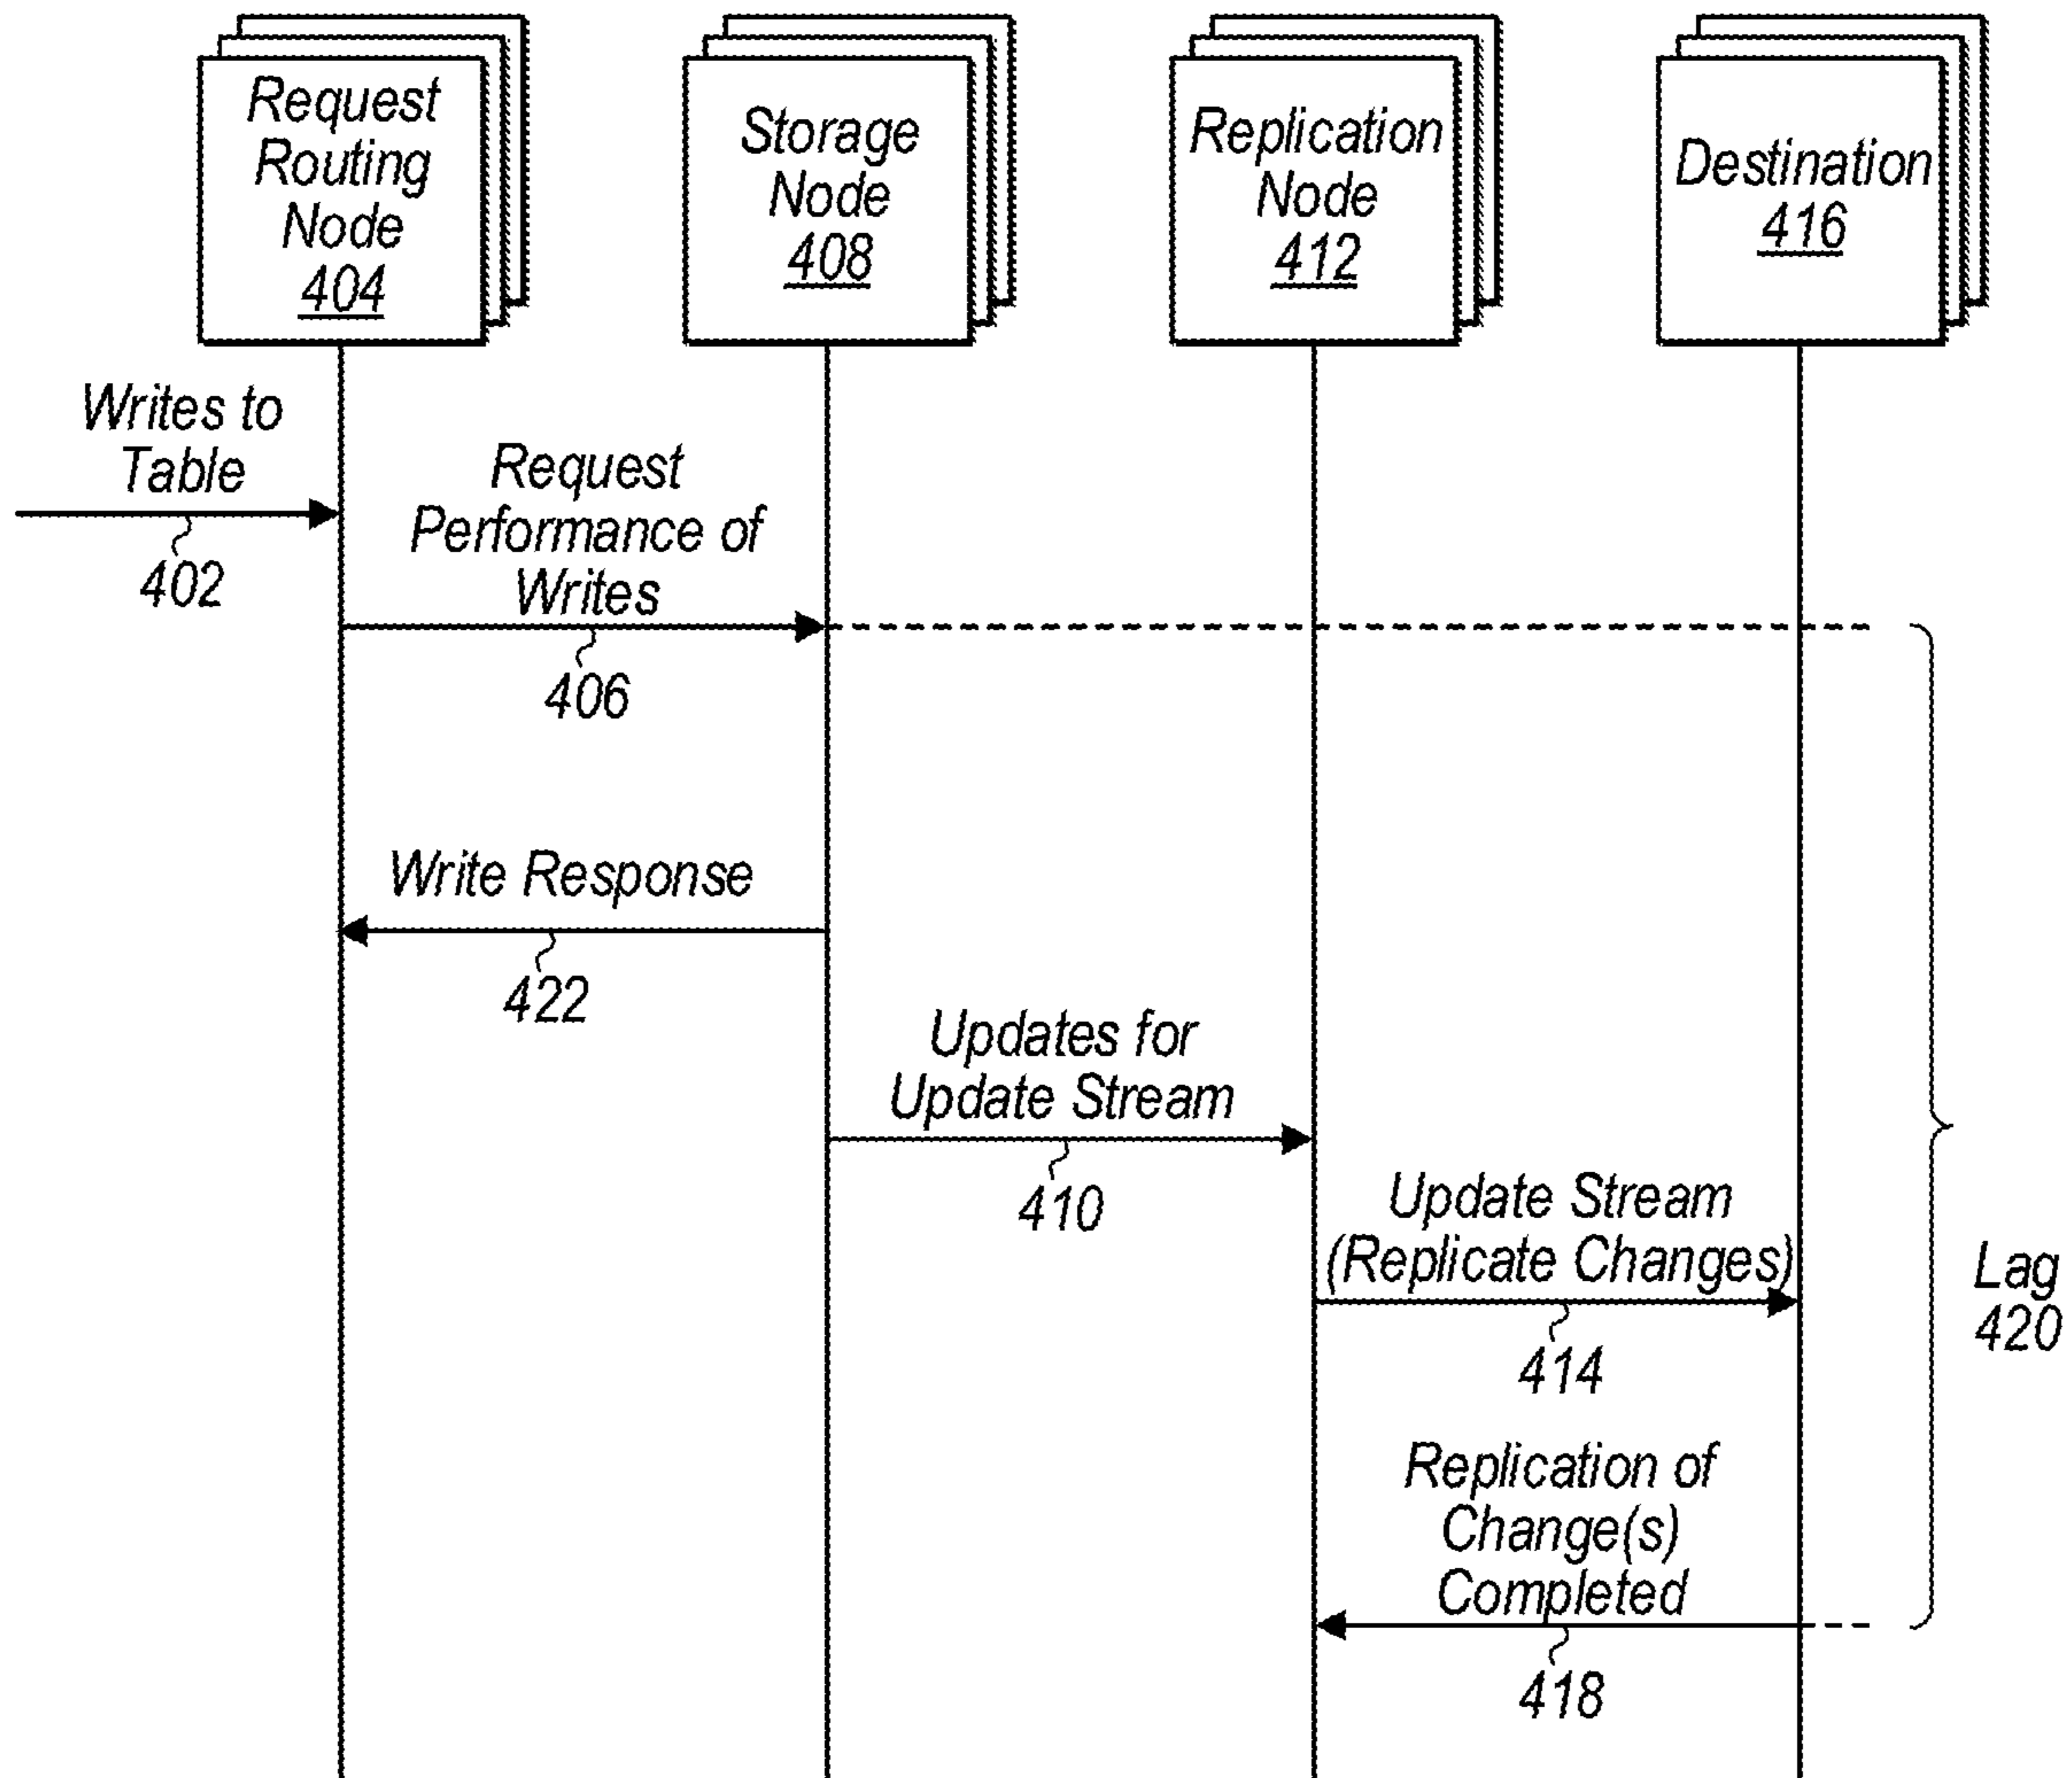 Request
Routing
Node
404
Storage
Node
408
Replication
Node
412
Destination
416
Writes to
Table
402
Request
Performance of
Writes
406
Write Response
422
Updates for
Update Stream
410
Update Stream
(Replicate Changes)
414
Lag
420
Replication of
Change(s)
Completed
418